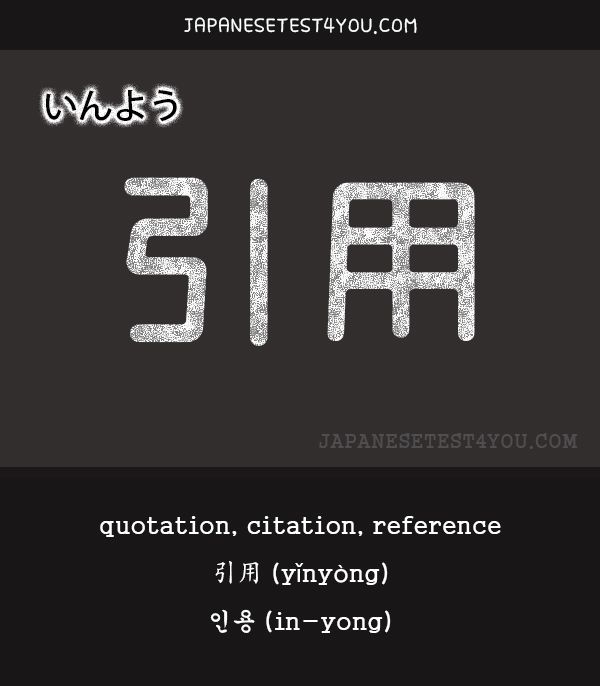 JAPANESETEST4YOU.COM
いんよう
引用
JAPANESETEST4YOU.COM
quotation, citation, reference
引用 (yǐnyòng)
인용 (in-yong)